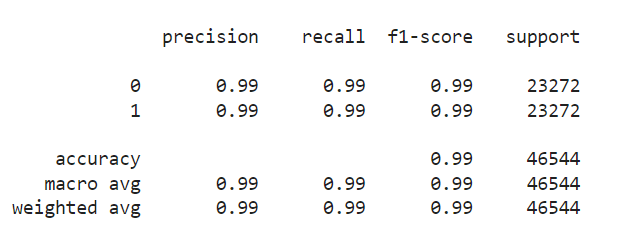 precision recall f1-score support
0 0.99 0.99 0.99 23272
1 0.99 0.99 0.99 23272
accuracy 0.99 46544
macro avg 0.99 0.99 0.99 46544
weighted avg 0.99 0.99 0.99 46544